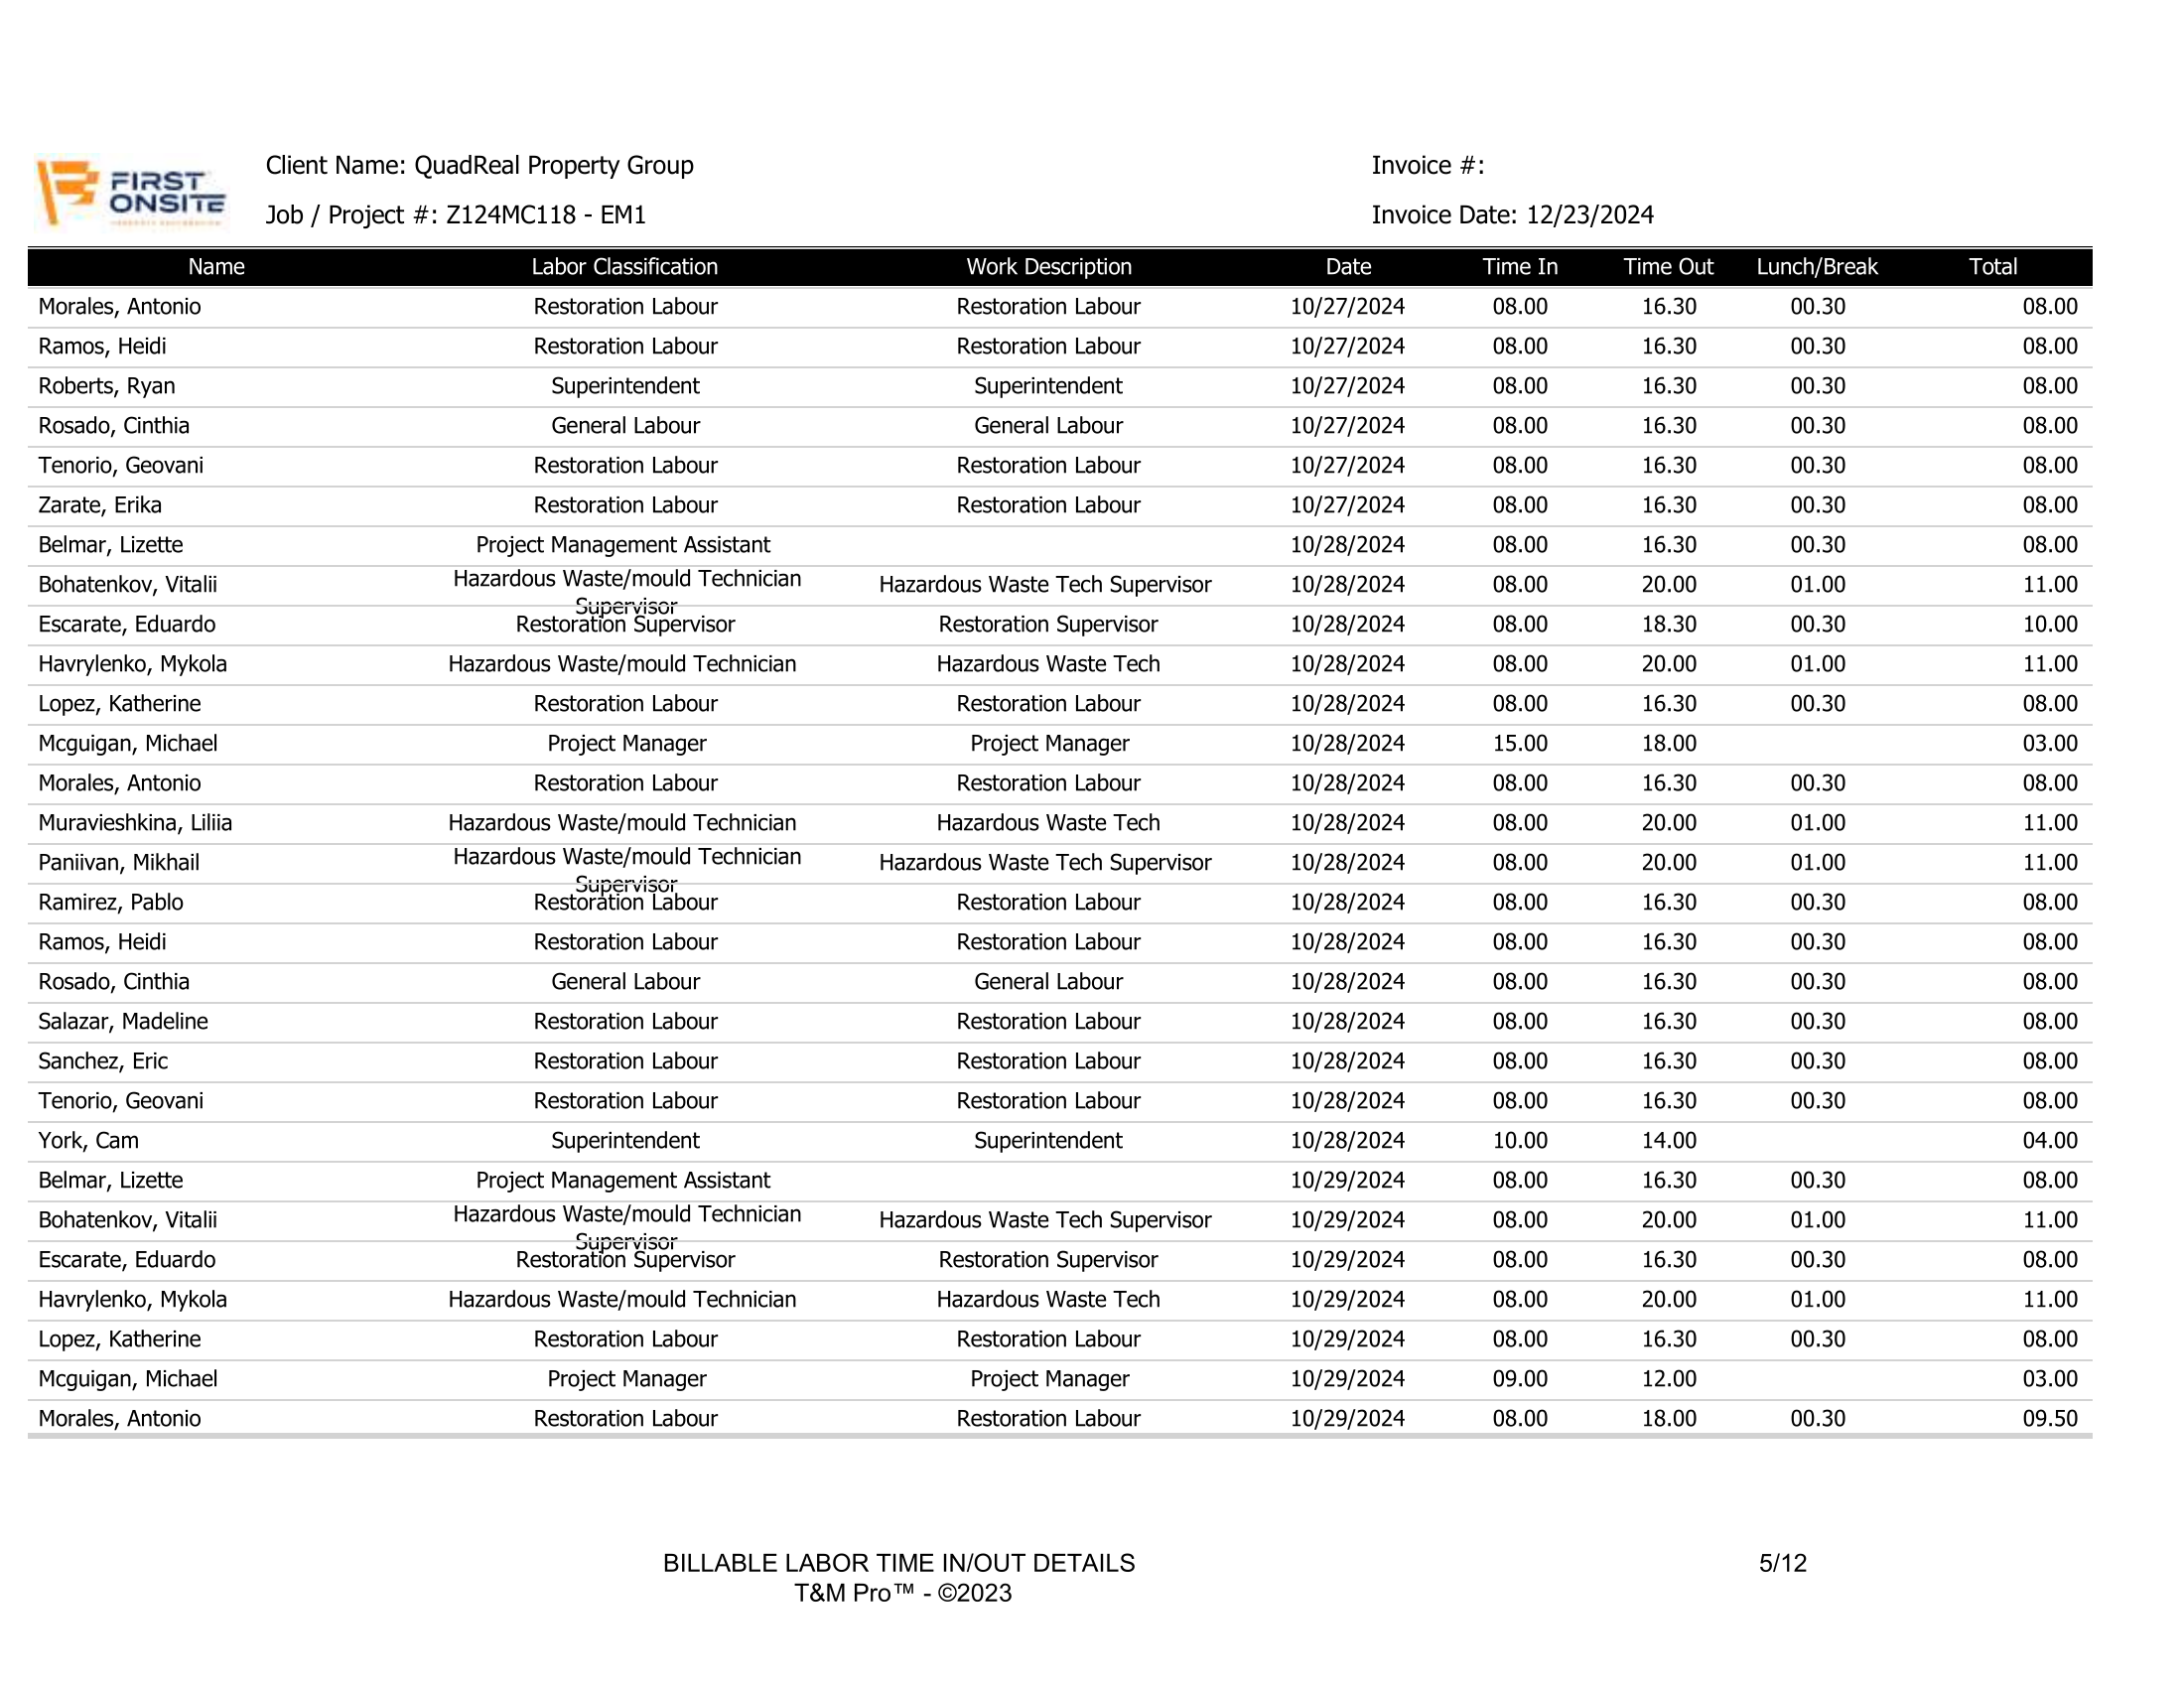 FIRST
ONSITE
Client Name: QuadReal Property Group
Invoice #:
Job / Project #: Z124MC118 - EM1
Invoice Date: 12/23/2024
Name Labor Classification Work Description Date Time In Time Out Lunch/Break Total
Morales, Antonio Restoration Labour Restoration Labour 10/27/2024 08.00 16.30 00.30 08.00
Ramos, Heidi Restoration Labour Restoration Labour 10/27/2024 08.00 16.30 00.30 08.00
Roberts, Ryan Superintendent Superintendent 10/27/2024 08.00 16.30 00.30 08.00
Rosado, Cinthia General Labour General Labour 10/27/2024 08.00 16.30 00.30 08.00
Tenorio, Geovani Restoration Labour Restoration Labour 10/27/2024 08.00 16.30 00.30 08.00
Zarate, Erika Restoration Labour Restoration Labour 10/27/2024 08.00 16.30 00.30 08.00
Belmar, Lizette Project Management Assistant 10/28/2024 08.00 16.30 00.30 08.00
Bohatenkov, Vitalii Hazardous Waste/mould Technician Hazardous Waste Tech Supervisor 10/28/2024 08.00 20.00 01.00 11.00
Supervisor
Escarate, Eduardo Restoration Supervisor Restoration Supervisor 10/28/2024 08.00 18.30 00.30 10.00
Havrylenko, Mykola Hazardous Waste/mould Technician Hazardous Waste Tech 10/28/2024 08.00 20.00 01.00 11.00
Lopez, Katherine Restoration Labour Restoration Labour 10/28/2024 08.00 16.30 00.30 08.00
Mcguigan, Michael Project Manager Project Manager 10/28/2024 15.00 18.00 03.00
Morales, Antonio Restoration Labour Restoration Labour 10/28/2024 08.00 16.30 00.30 08.00
Muravieshkina, Liliia Hazardous Waste/mould Technician Hazardous Waste Tech 10/28/2024 08.00 20.00 01.00 11.00
Paniivan, Mikhail Hazardous Waste/mould Technician Hazardous Waste Tech Supervisor 10/28/2024 08.00 20.00 01.00 11.00
Supervisor
Ramirez, Pablo Restoration Labour Restoration Labour 10/28/2024 08.00 16.30 00.30 08.00
Ramos, Heidi Restoration Labour Restoration Labour 10/28/2024 08.00 16.30 00.30 08.00
Rosado, Cinthia General Labour General Labour 10/28/2024 08.00 16.30 00.30 08.00
Salazar, Madeline Restoration Labour Restoration Labour 10/28/2024 08.00 16.30 00.30 08.00
Sanchez, Eric Restoration Labour Restoration Labour 10/28/2024 08.00 16.30 00.30 08.00
Tenorio, Geovani Restoration Labour Restoration Labour 10/28/2024 08.00 16.30 00.30 08.00
York, Cam Superintendent Superintendent 10/28/2024 10.00 14.00 04.00
Belmar, Lizette Project Management Assistant 10/29/2024 08.00 16.30 00.30 08.00
Bohatenkov, Vitalii Hazardous Waste/mould Technician Hazardous Waste Tech Supervisor 10/29/2024 08.00 20.00 01.00 11.00
Supervisor
Escarate, Eduardo Restoration Supervisor Restoration Supervisor 10/29/2024 08.00 16.30 00.30 08.00
Havrylenko, Mykola Hazardous Waste/mould Technician Hazardous Waste Tech 10/29/2024 08.00 20.00 01.00 11.00
Lopez, Katherine Restoration Labour Restoration Labour 10/29/2024 08.00 16.30 00.30 08.00
Mcguigan, Michael Project Manager Project Manager 10/29/2024 09.00 12.00 03.00
Morales, Antonio Restoration Labour Restoration Labour 10/29/2024 08.00 18.00 00.30 09.50
BILLABLE LABOR TIME IN/OUT DETAILS 5/12
T&M Pro™ - ©2023